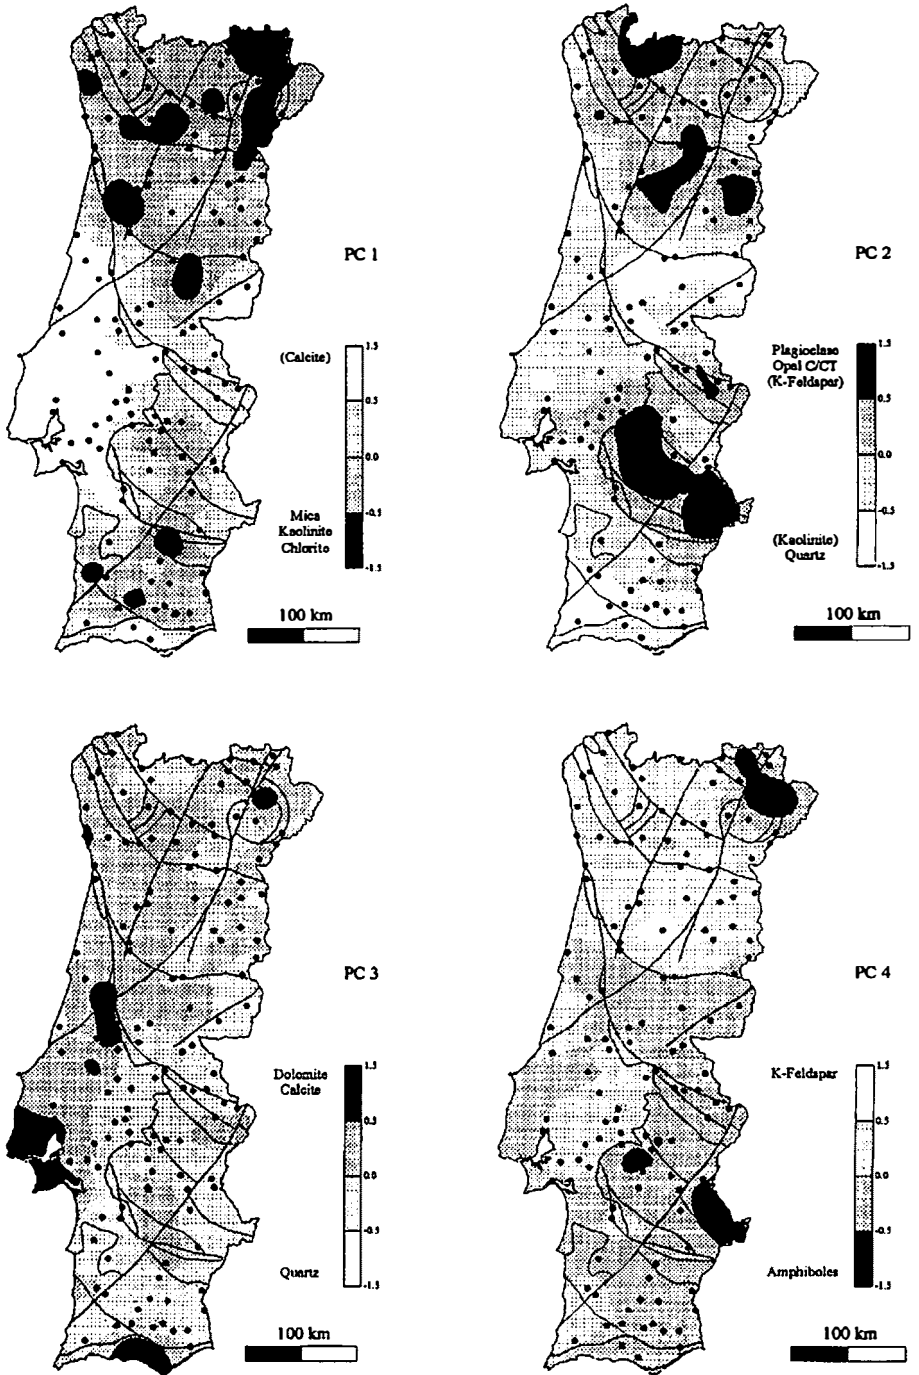 PC 1
(Calcite)
1.5
0.5
0.0
-0.5
Mica
Kaolinite
Chlorite
-1.5
100 km
PC 2
Plagioclase
Opal C/CT
(K-Feldspar)
1.5
0.5
0.0
-0.5
(Kaolinite)
Quartz
-1.5
100 km
PC 3
Dolomite
Calcite
1.5
0.5
0.0
-0.5
Quartz
-1.5
100 km
PC 4
K-Feldspar
1.5
0.5
0.0
-0.5
Amphiboles
-1.5
100 km